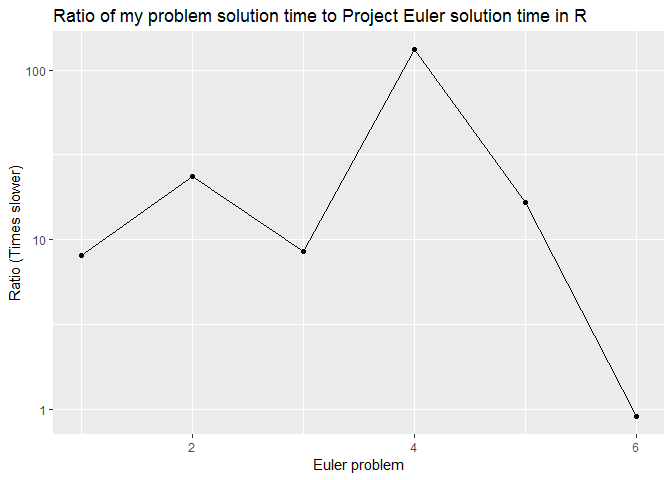 Ratio of my problem solution time to Project Euler solution time in R
100
10
1
Ratio (Times slower)
2
4
6
Euler problem